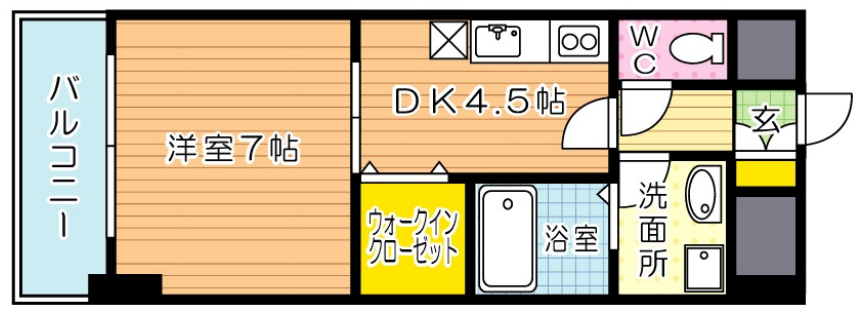 バルコニー
洋室7帖
DK4.5帖
WC
玄
ウォークイン
クローゼット
浴室
洗面所